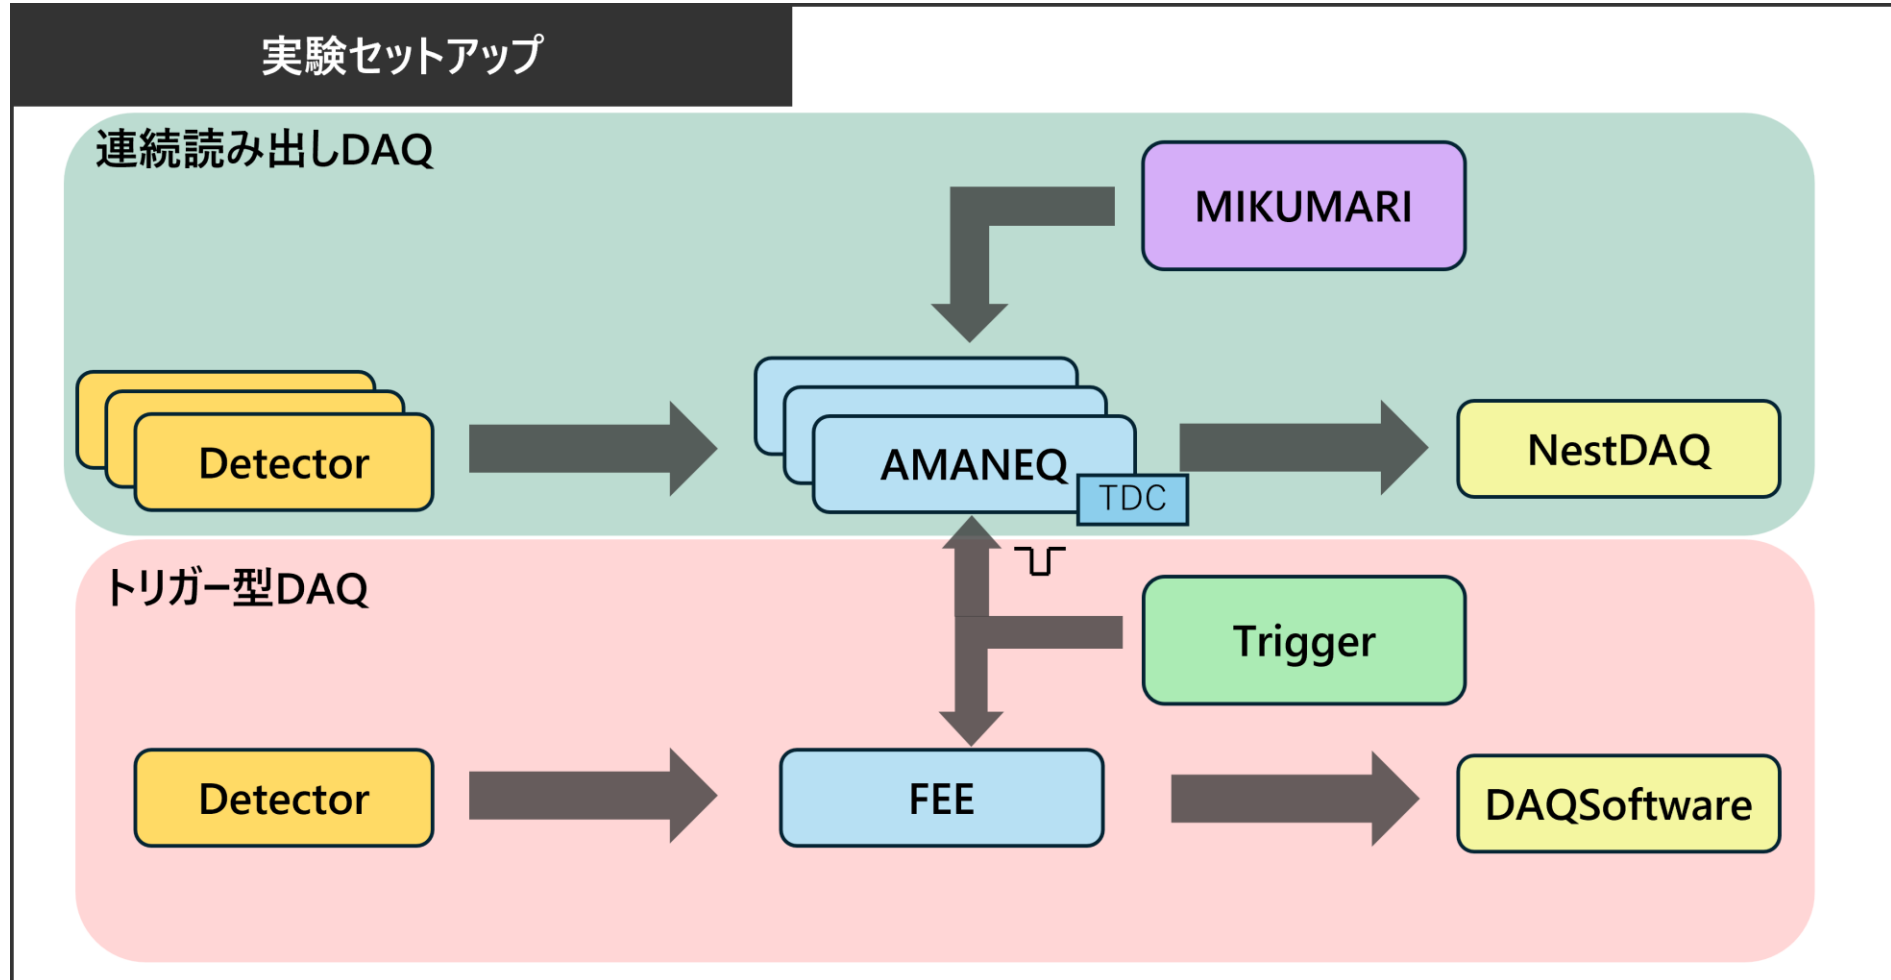 実験セットアップ
連続読み出しDAQ
MIKUMARI
Detector
AMANEQ
TDC
NestDAQ
トリガー型DAQ
Trigger
Detector
FEE
DAQSoftware